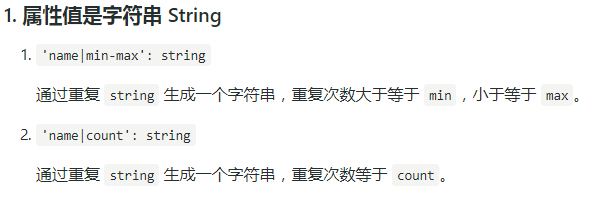 1. 属性值是字符串 String
1. 'name|min-max': string
通过重复 string 生成一个字符串，重复次数大于等于 min，小于等于 max。
2. 'name|count': string
通过重复 string 生成一个字符串，重复次数等于 count。